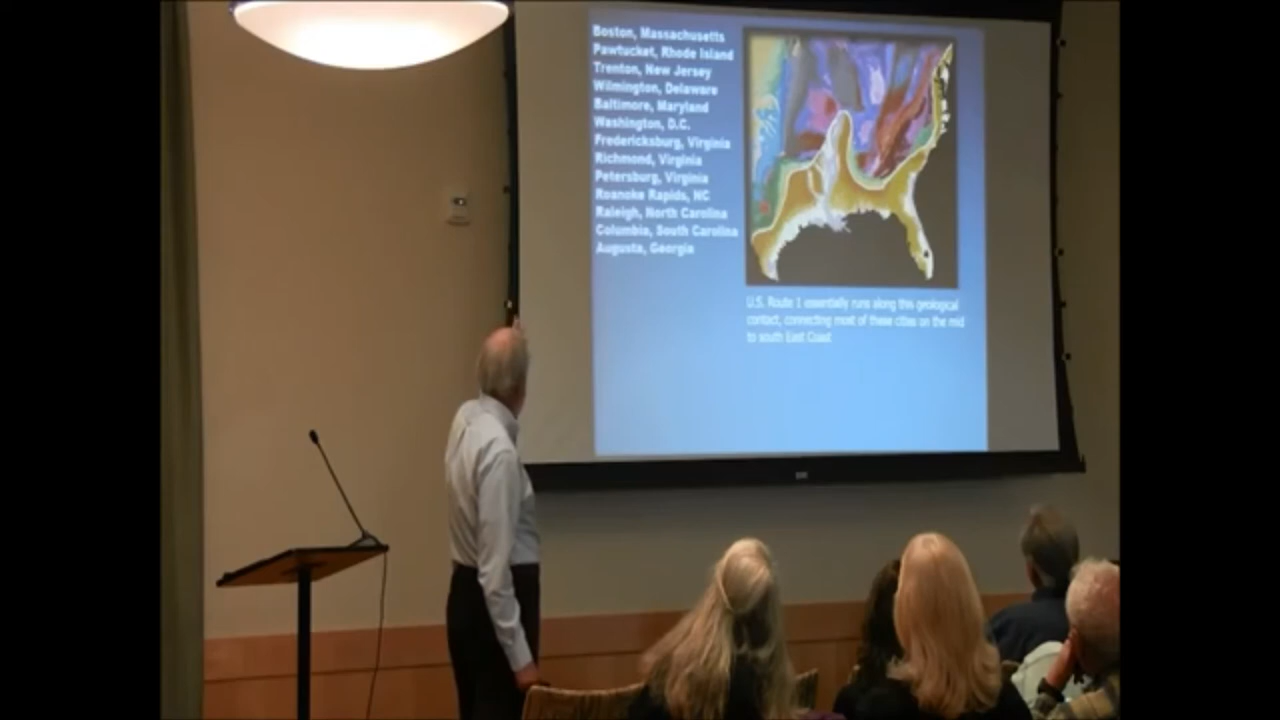 Boston, Massachusetts
Pawtucket, Rhode Island
Trenton, New Jersey
Wilmington, Delaware
Baltimore, Maryland
Washington, D.C.
Fredericksburg, Virginia
Richmond, Virginia
Petersburg, Virginia
Roanoke Rapids, NC
Raleigh, North Carolina
Columbia, South Carolina
Augusta, Georgia
U.S. Route 1 essentially runs along this geological
contact, connecting most of these cities on the mid
to south East Coast